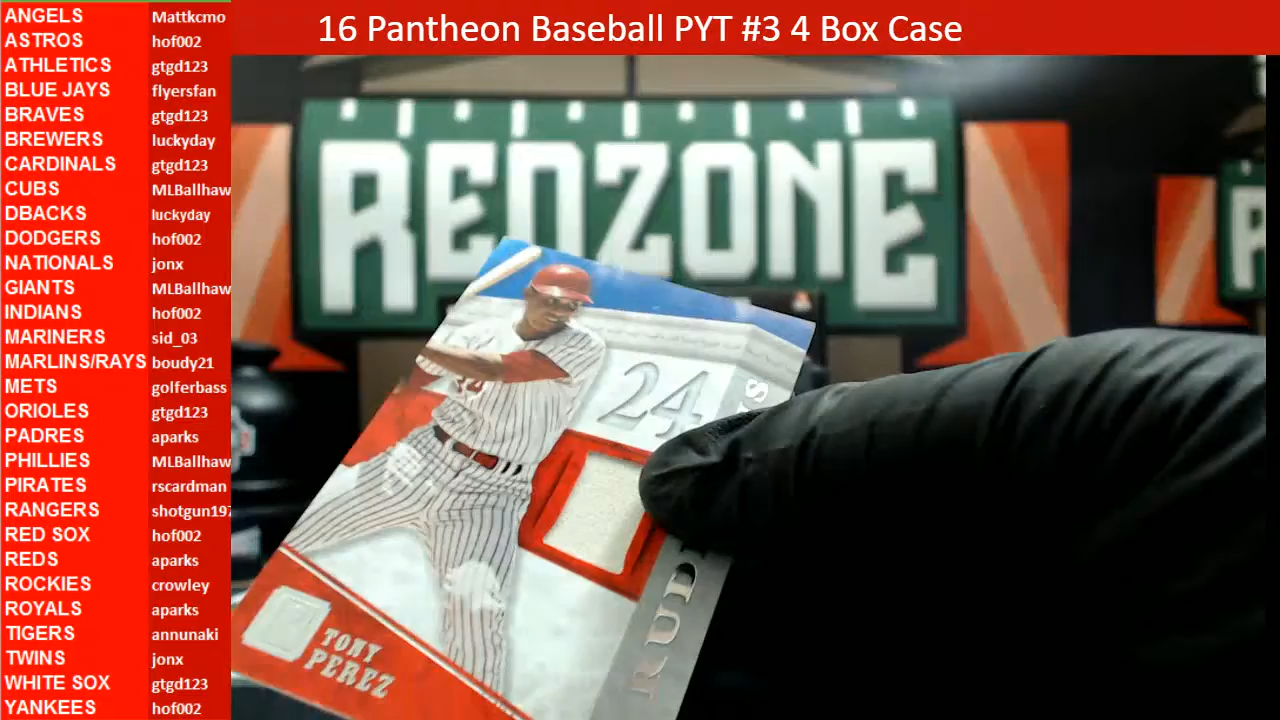 16 Pantheon Baseball PYT #3 4 Box Case
ANGELS Mattkcmo
ASTROS hof002
ATHLETICS gtgd123
BLUE JAYS flyersfan
BRAVES gtgd123
BREWERS luckyday
CARDINALS gtgd123
CUBS MLBallhaw
DBACKS luckyday
DODGERS hof002
NATIONALS jonx
GIANTS MLBallhaw
INDIANS hof002
MARINERS sid_03
MARLINS/RAYS boudy21
METS golferbass
ORIOLES gtgd123
PADRES aparks
PHILLIES MLBallhaw
PIRATES rscardman
RANGERS shotgun197
RED SOX hof002
REDS aparks
ROCKIES crowley
ROYALS aparks
TIGERS annunaki
TWINS jonx
WHITE SOX gtgd123
YANKEES hof002
REDZONE
24
TONY
PEREZ